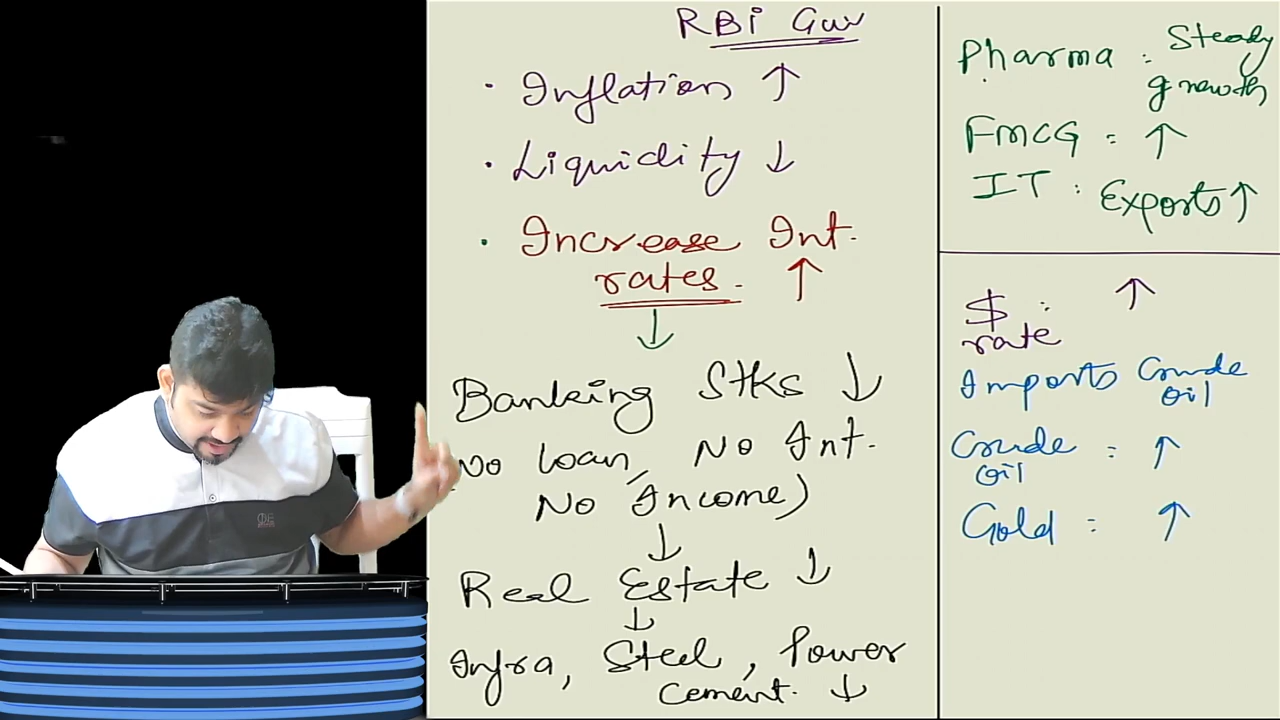 RBI Guv
· Inflation ↑
· Liquidity ↓
· Increase Int.
rates. ↑
↓
Banking Stks ↓
No loan, No Int.
No Income)
↓
Real Estate ↓
↓
Infra, Steel, Power
cement. ↓
Pharma : Steady
growth
FMCG = ↑
IT : Exports ↑
$ : ↑
rate
Imports Crude
oil
Crude = ↑
oil
Gold = ↑